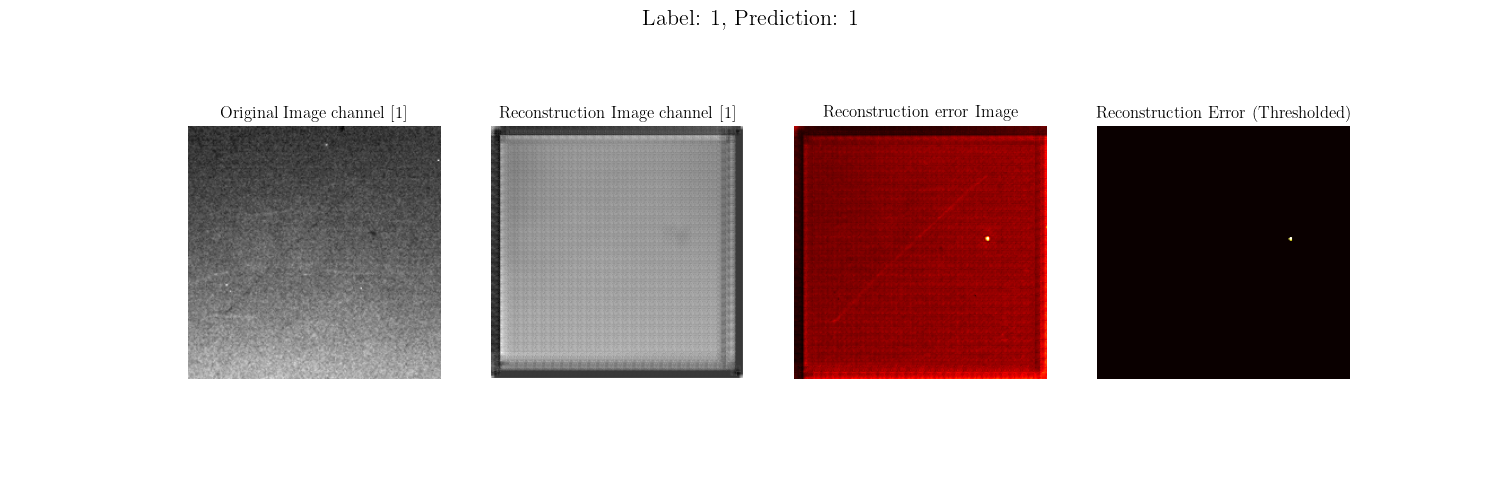 Label: 1, Prediction: 1
Original Image channel [1]
Reconstruction Image channel [1]
Reconstruction error Image
Reconstruction Error (Thresholded)